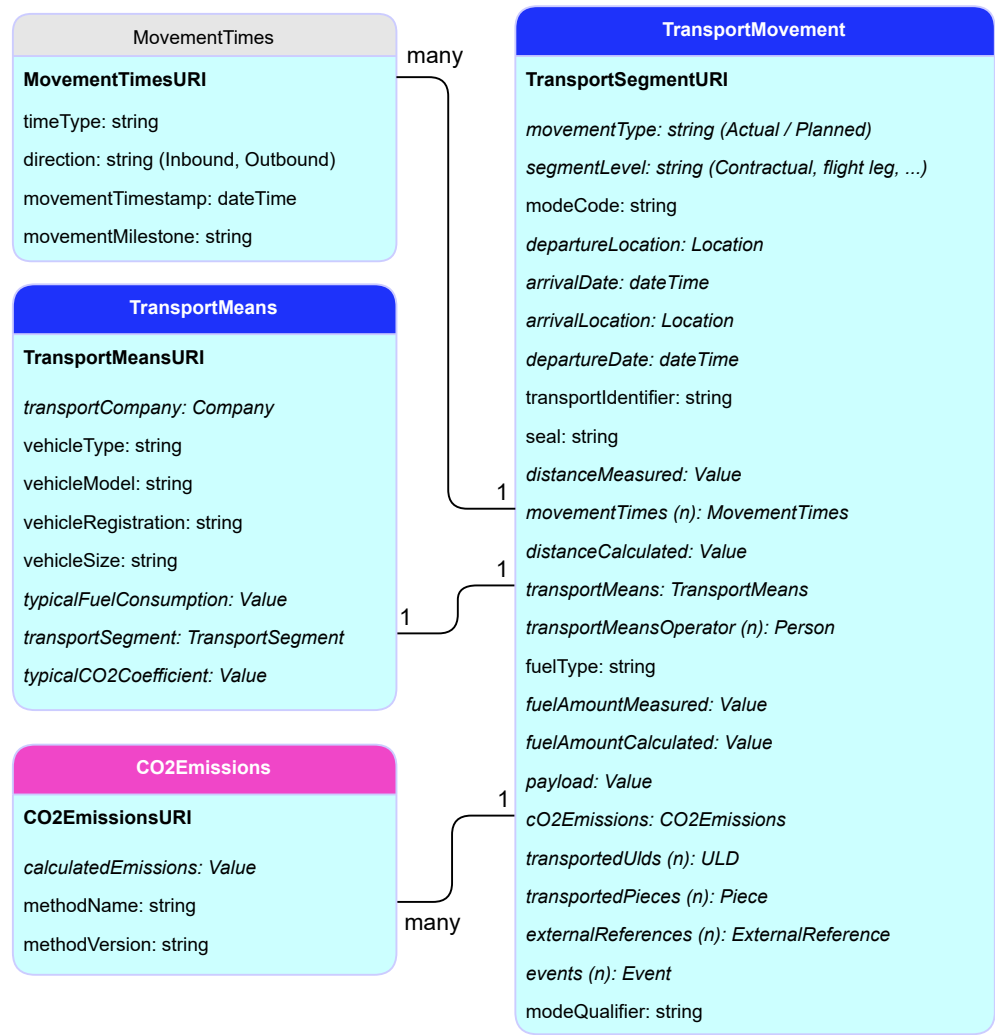 MovementTimes
MovementTimesURI
timeType: string
direction: string (Inbound, Outbound)
movementTimestamp: dateTime
movementMilestone: string
many
TransportMeans
TransportMeansURI
transportCompany: Company
vehicleType: string
vehicleModel: string
vehicleRegistration: string
vehicleSize: string
typicalFuelConsumption: Value
transportSegment: TransportSegment
typicalCO2Coefficient: Value
1
CO2Emissions
CO2EmissionsURI
calculatedEmissions: Value
methodName: string
methodVersion: string
many
TransportMovement
TransportSegmentURI
movementType: string (Actual / Planned)
segmentLevel: string (Contractual, flight leg, ...)
modeCode: string
departureLocation: Location
arrivalDate: dateTime
arrivalLocation: Location
departureDate: dateTime
transportIdentifier: string
seal: string
distanceMeasured: Value
1
movementTimes (n): MovementTimes
distanceCalculated: Value
1
transportMeans: TransportMeans
transportMeansOperator (n): Person
fuelType: string
fuelAmountMeasured: Value
fuelAmountCalculated: Value
payload: Value
1
cO2Emissions: CO2Emissions
transportedUlds (n): ULD
transportedPieces (n): Piece
externalReferences (n): ExternalReference
events (n): Event
modeQualifier: string